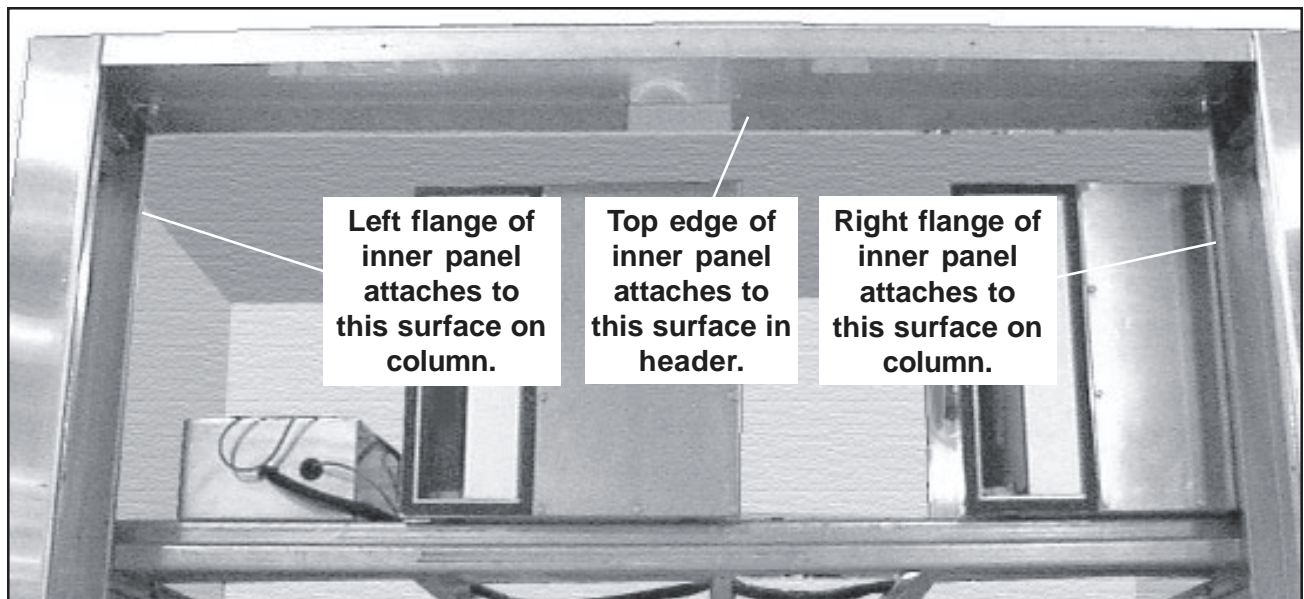 Left flange of
inner panel
attaches to
this surface on
column.
Top edge of
inner panel
attaches to
this surface in
header.
Right flange of
inner panel
attaches to
this surface on
column.